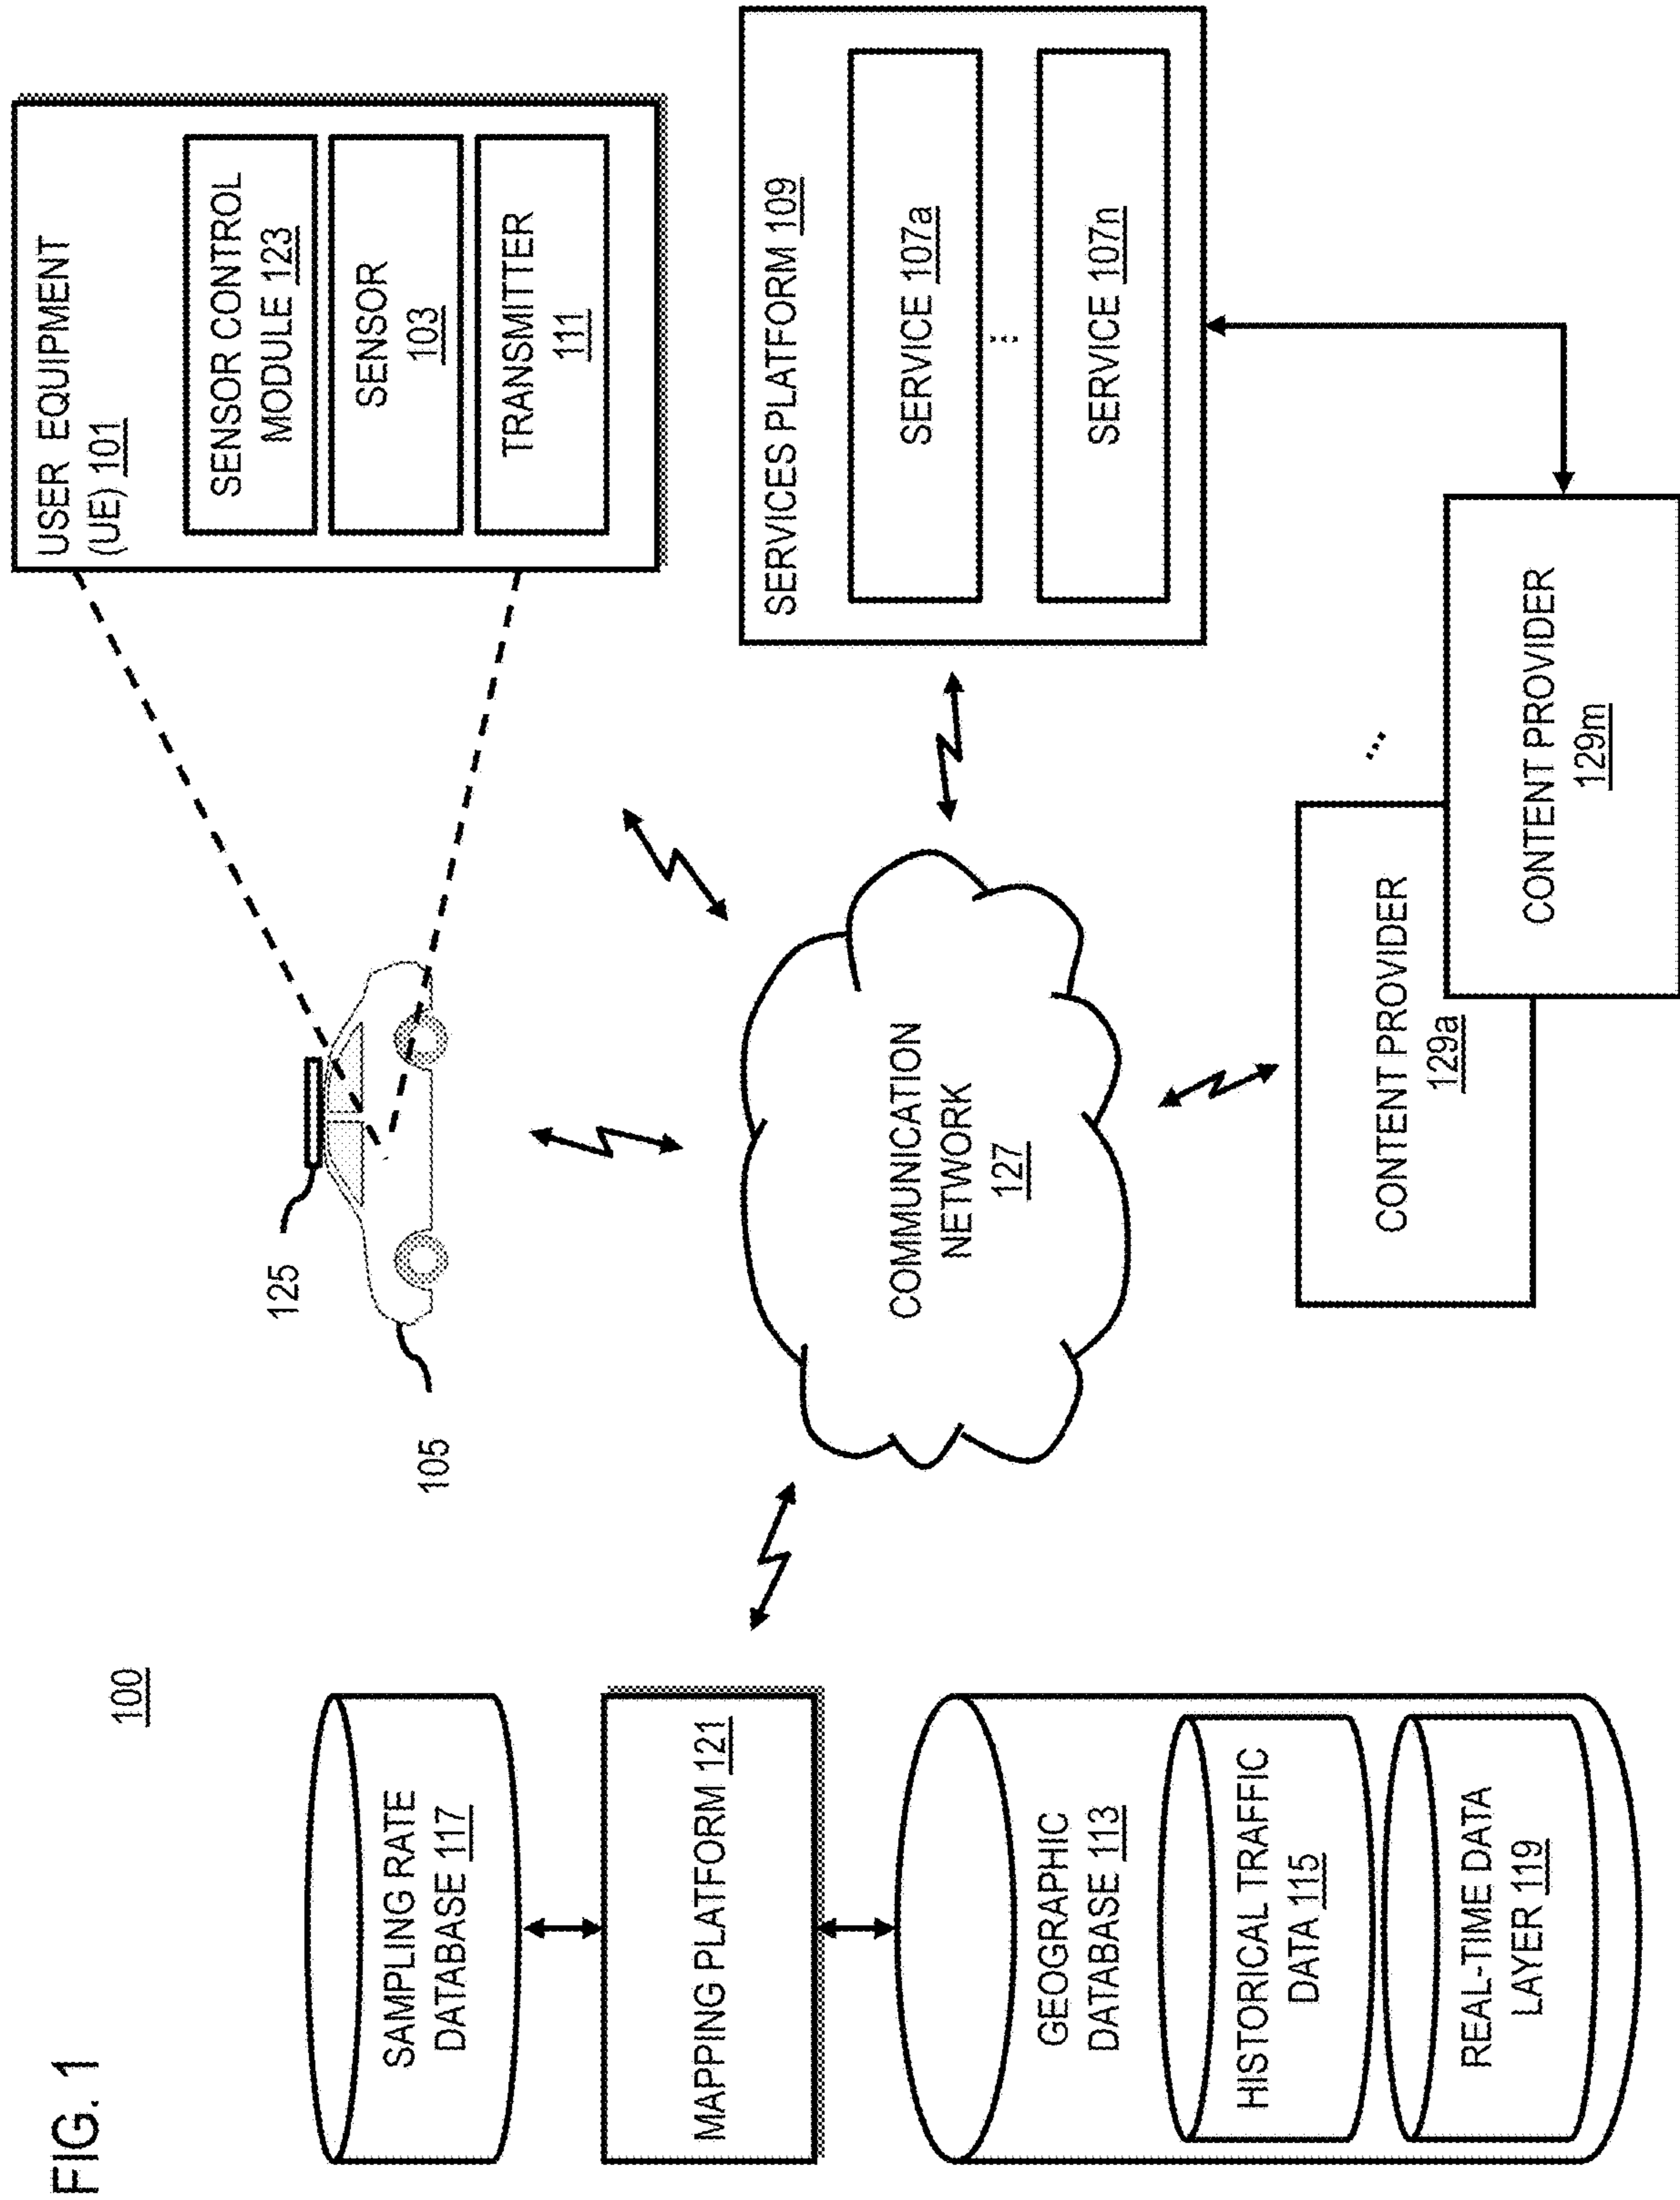 FIG. 1
100
SAMPLING RATE
DATABASE 117
MAPPING PLATFORM 121
GEOGRAPHIC
DATABASE 113
HISTORICAL TRAFFIC
DATA 115
REAL-TIME DATA
LAYER 119
125
105
COMMUNICATION
NETWORK
127
USER EQUIPMENT
(UE) 101
SENSOR CONTROL
MODULE 123
SENSOR
103
TRANSMITTER
111
SERVICES PLATFORM 109
SERVICE 107a
...
SERVICE 107n
CONTENT PROVIDER
129a
...
CONTENT PROVIDER
129m